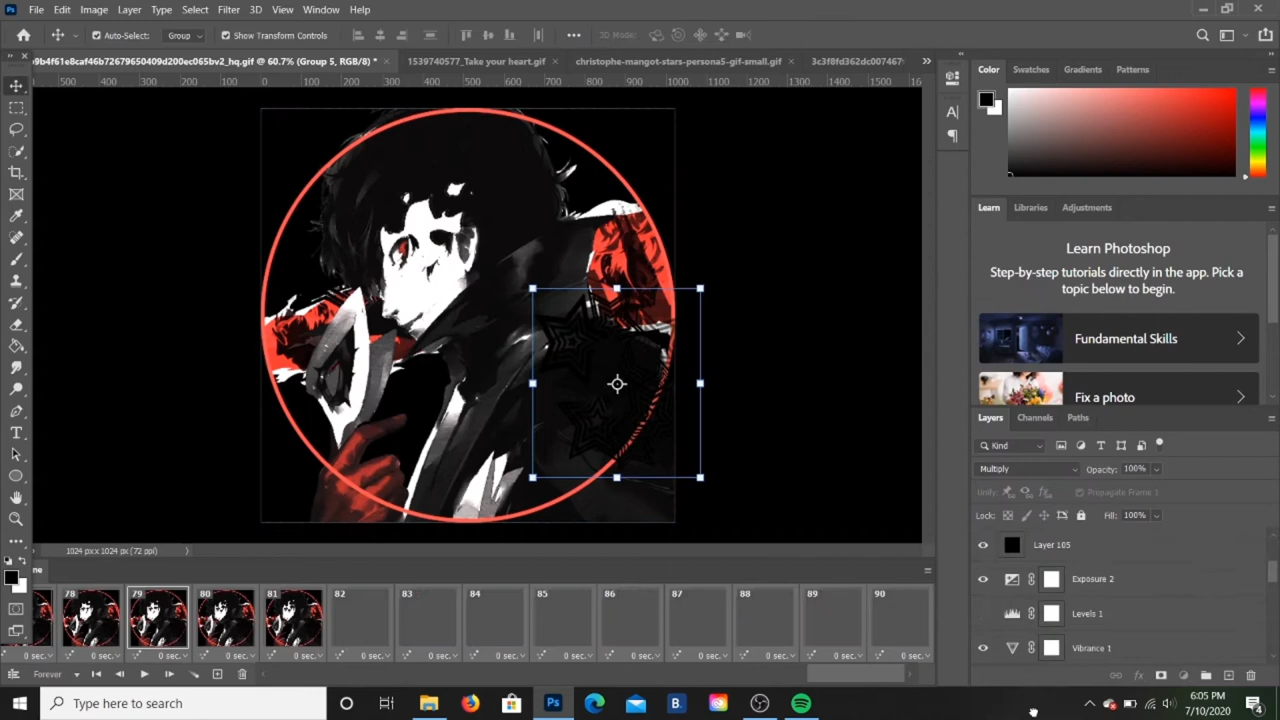 Ps File Edit Image Layer Type Select Filter 3D View Window Help
Auto-Select: Group Show Transform Controls 3D Mode:
9b4f61e8caf46b72679650409d200ec065bv2_hq.gif @ 60.7% (Group 5, RGB/8) * × 1539740577_Take your heart.gif × christophe-mangot-stars-persona5-gif-small.gif × 3c3f8fd362dc007467
500 400 300 200 100 0 100 200 300 400 500 600 700 800 900 1000 1100 1200 1300 1400 1500
Color Swatches Gradients Patterns
Learn Libraries Adjustments
Learn Photoshop
Step-by-step tutorials directly in the app. Pick a
topic below to begin.
Fundamental Skills
Fix a photo
Layers Channels Paths
Kind
Multiply Opacity: 100%
Unify: Propagate Frame 1
Lock: Fill: 100%
Layer 105
Exposure 2
Levels 1
Vibrance 1
1024 px x 1024 px (72 ppi)
78 79 80 81 82 83 84 85 86 87 88 89 90
0 sec. 0 sec. 0 sec. 0 sec. 0 sec. 0 sec. 0 sec. 0 sec. 0 sec. 0 sec. 0 sec. 0 sec. 0 sec.
Forever
Type here to search
6:05 PM
7/10/2020